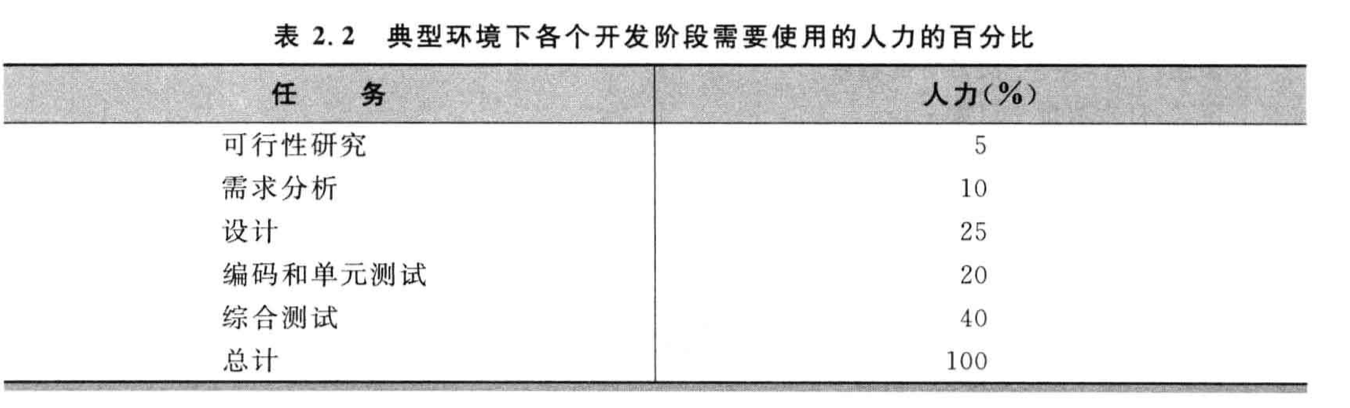 表 2.2 典型环境下各个开发阶段需要使用的人力的百分比
任 务 人力(%)
可行性研究 5
需求分析 10
设计 25
编码和单元测试 20
综合测试 40
总计 100